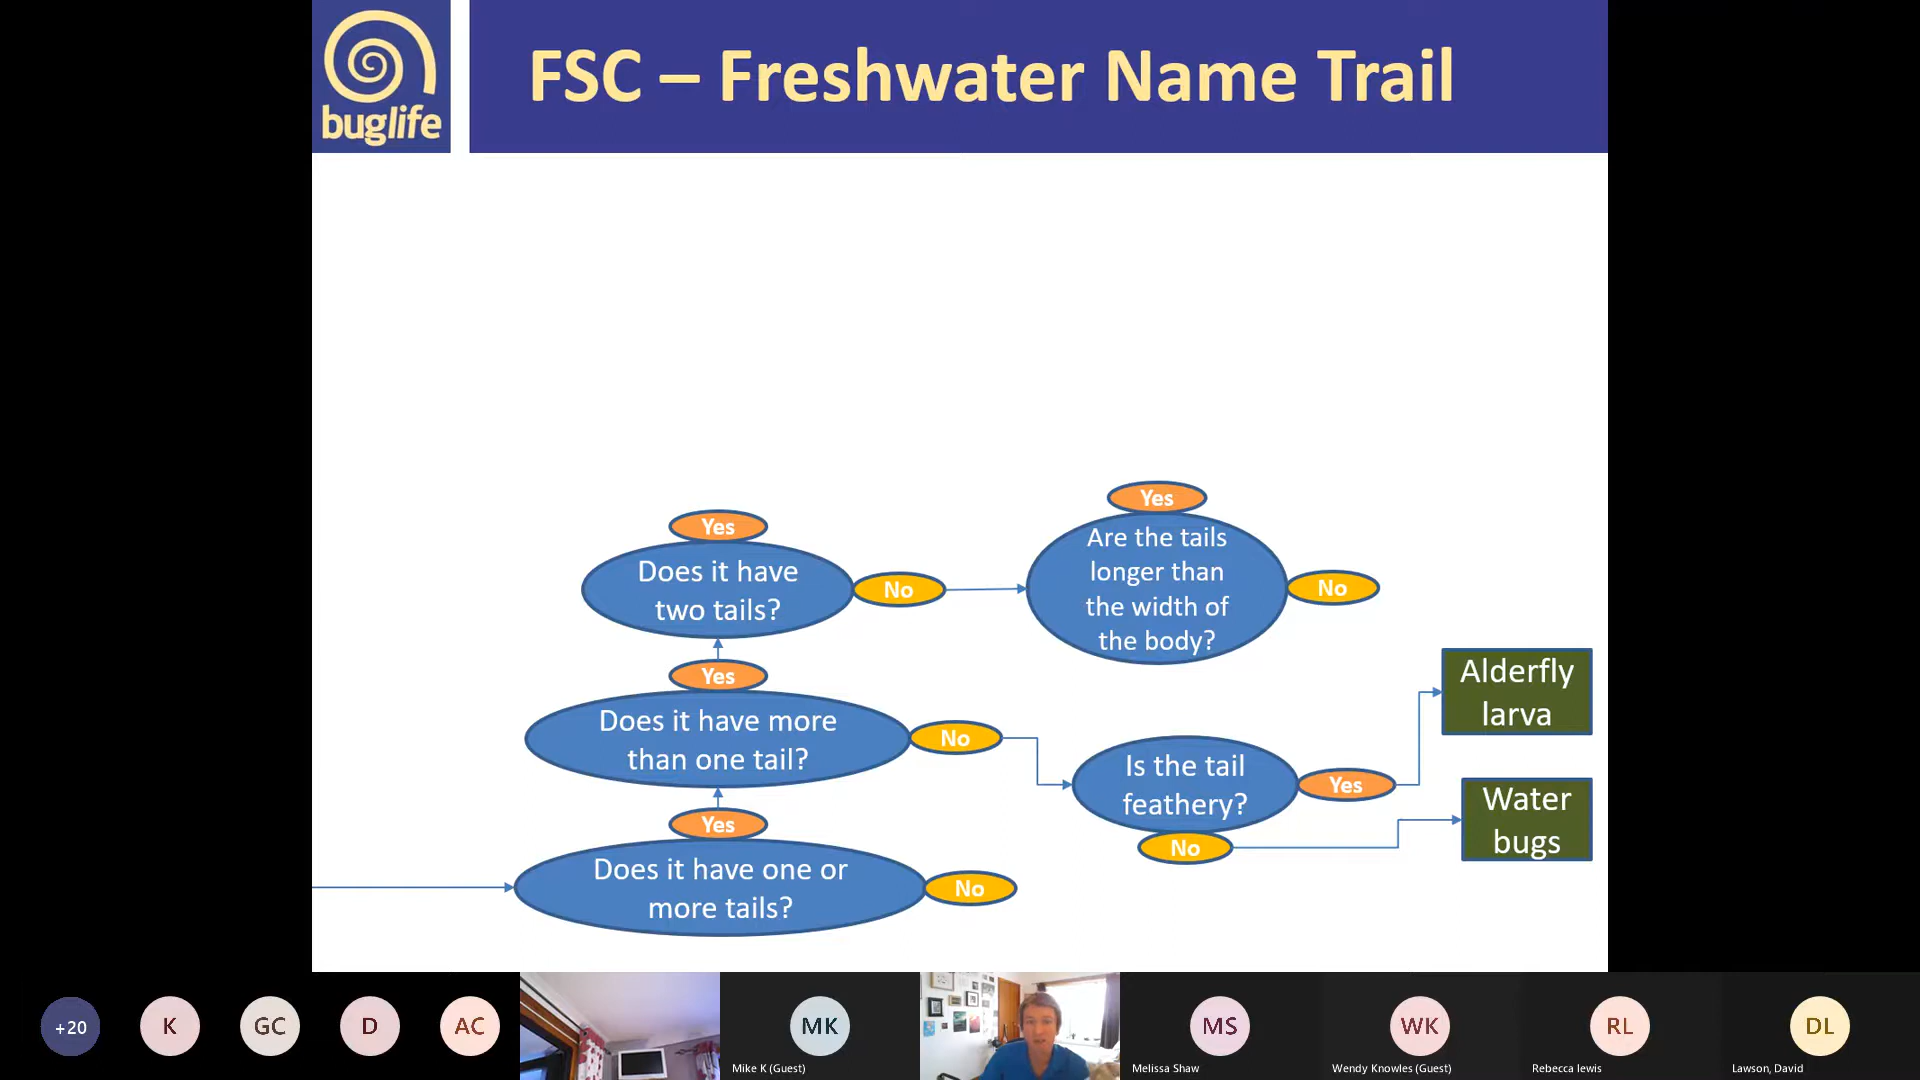 buglife
FSC – Freshwater Name Trail
Yes
Does it have
two tails?
No
Yes
Are the tails
longer than
the width of
the body?
No
Yes
Does it have more
than one tail?
No
Is the tail
feathery?
Yes
No
Alderfly
larva
Water
bugs
Yes
Does it have one or
more tails?
No
+20
K
GC
D
AC
MK
Mike K (Guest)
MS
Melissa Shaw
WK
Wendy Knowles (Guest)
RL
Rebecca lewis
DL
Lawson, David